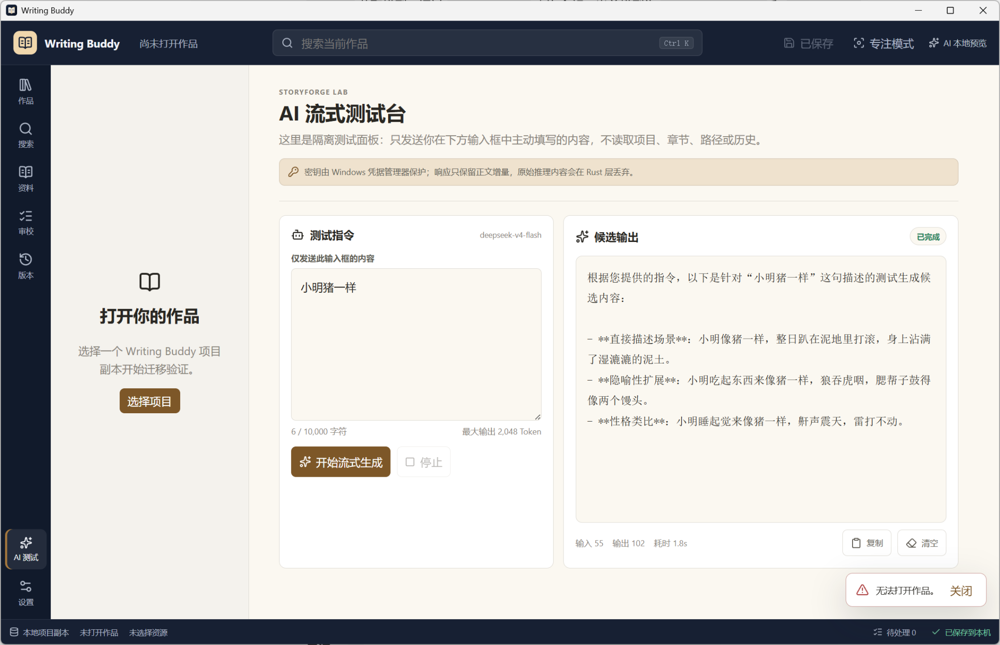 Writing Buddy
Writing Buddy
尚未打开作品
搜索当前作品
Ctrl K
已保存
专注模式
AI 本地预览
作品
搜索
资料
审校
版本
AI 测试
设置
打开你的作品
选择一个 Writing Buddy 项目
副本开始迁移验证。
选择项目
STORYFORGE LAB
AI 流式测试台
这里是隔离测试面板：只发送你在下方输入框中主动填写的内容，不读取项目、章节、路径或历史。
密钥由 Windows 凭据管理器保护；响应只保留正文增量，原始推理内容会在 Rust 层丢弃。
测试指令
deepseek-v4-flash
仅发送此输入框的内容
小明猪一样
6 / 10,000 字符
最大输出 2,048 Token
开始流式生成
停止
候选输出
已完成
根据您提供的指令，以下是针对“小明猪一样”这句描述的测试生成候
选内容：
- **直接描述场景**：小明像猪一样，整日趴在泥地里打滚，身上沾满
了湿漉漉的泥土。
- **隐喻性扩展**：小明吃起东西来像猪一样，狼吞虎咽，腮帮子鼓得
像两个馒头。
- **性格类比**：小明睡起觉来像猪一样，鼾声震天，雷打不动。
输入 55
输出 102
耗时 1.8s
复制
清空
无法打开作品。
关闭
本地项目副本
未打开作品
未选择资源
待处理 0
已保存到本机